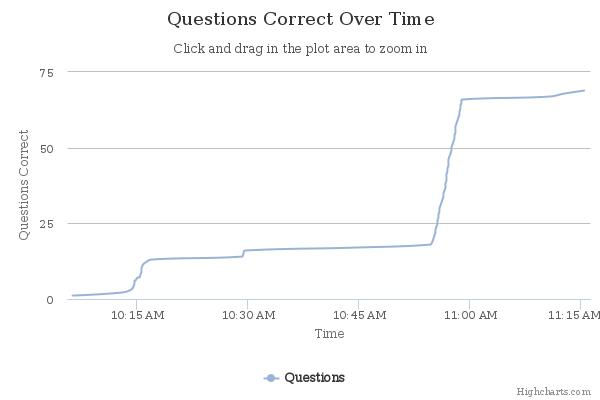 Questions Correct Over Time
Click and drag in the plot area to zoom in
Questions Correct
75
50
25
0
10:15 AM
10:30 AM
10:45 AM
11:00 AM
11:15 AM
Time
Questions
Highcharts.com